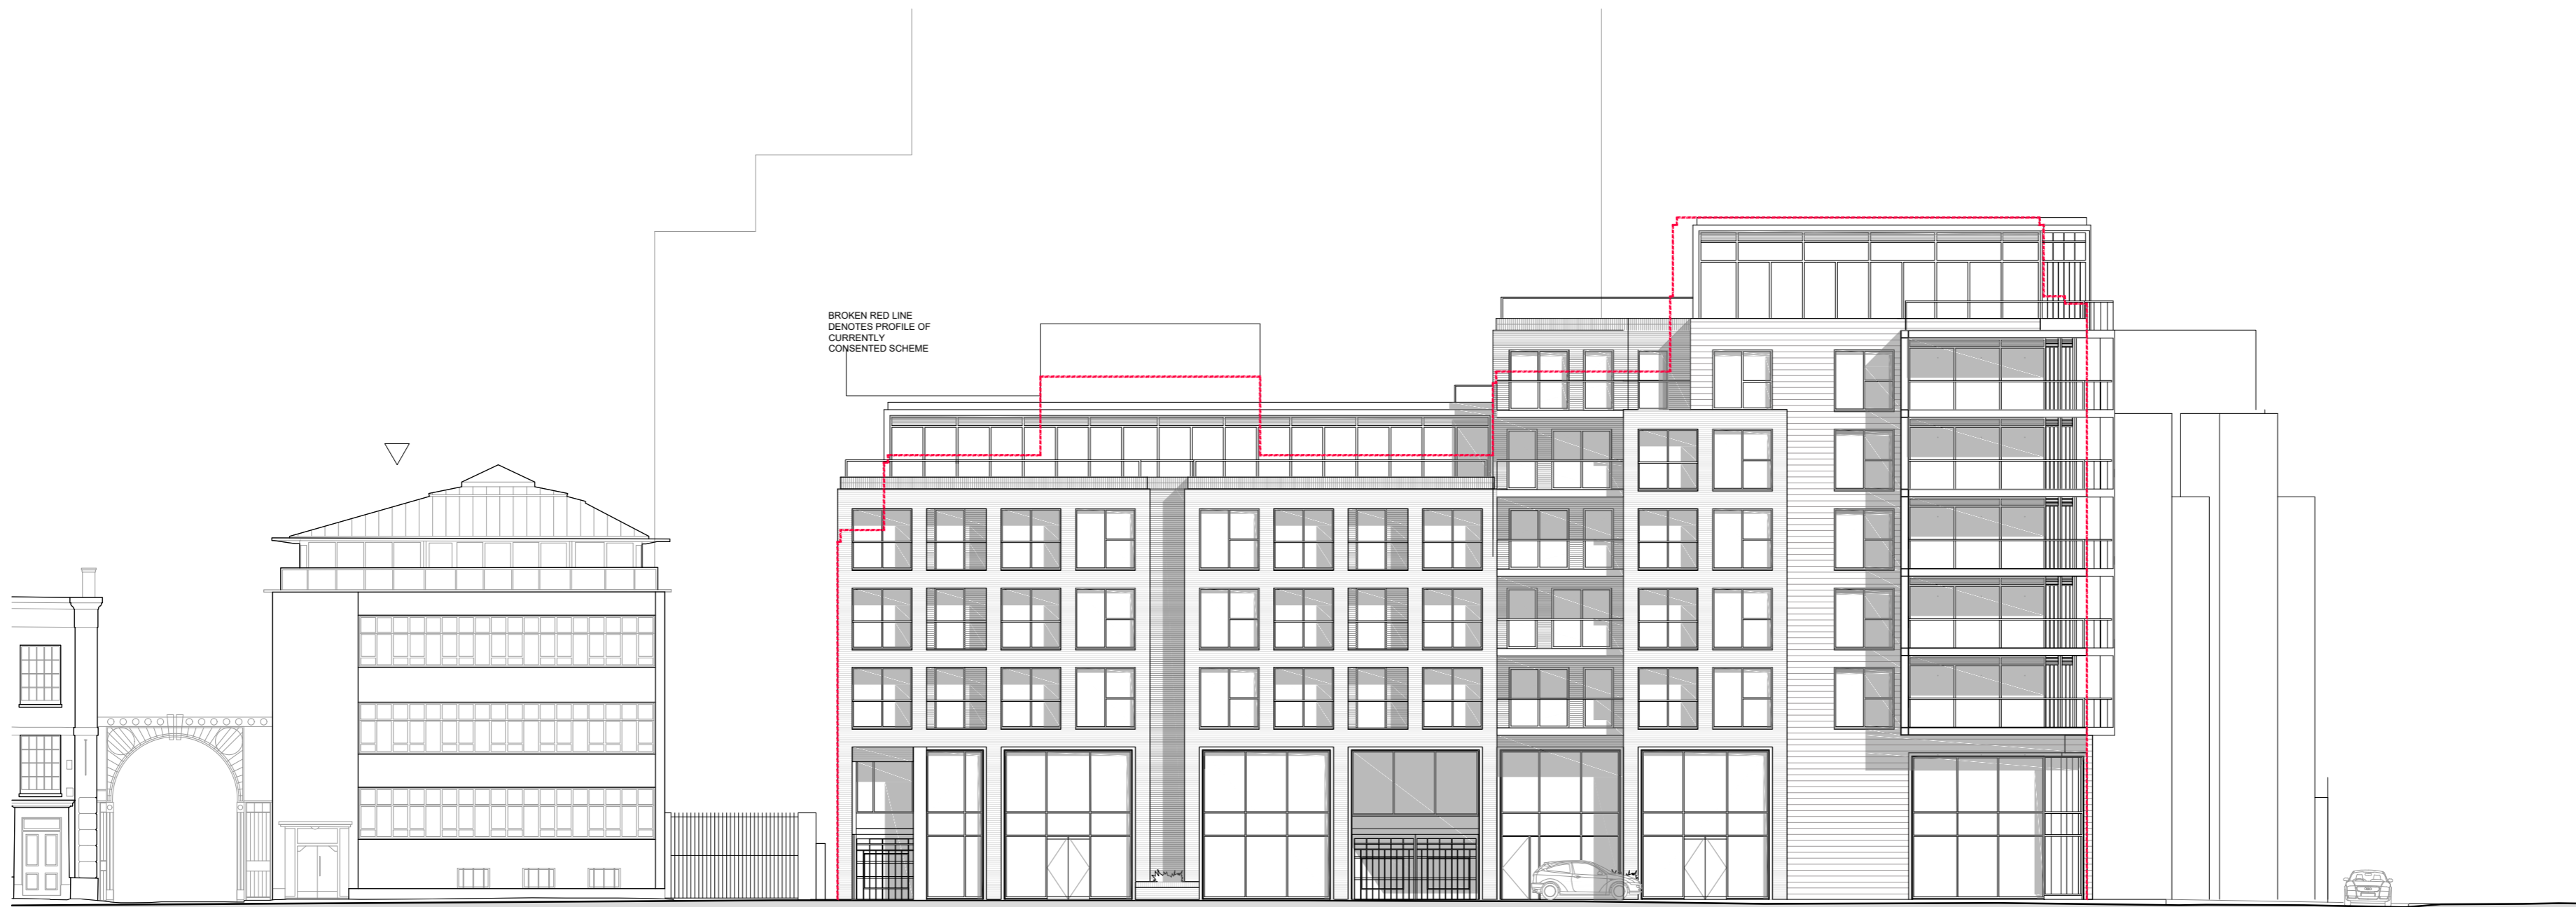 BROKEN RED LINE
DENOTES PROFILE OF
CURRENTLY
CONSENTED SCHEME